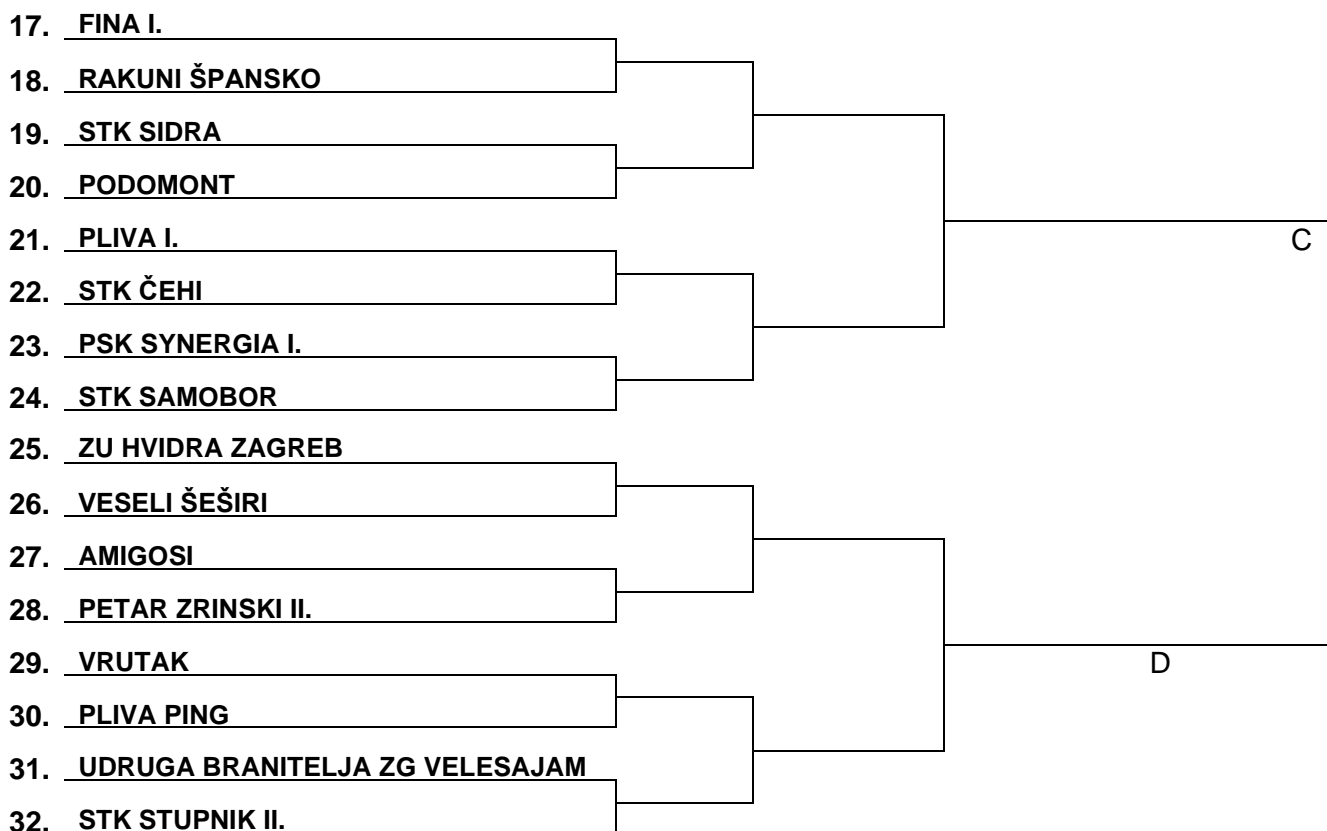 17. FINA I.
18. RAKUNI ŠPANSKO
19. STK SIDRA
20. PODOMONT
21. PLIVA I.
C
22. STK ČEHI
23. PSK SYNERGIA I.
24. STK SAMOBOR
25. ZU HVIDRA ZAGREB
26. VESELI ŠEŠIRI
27. AMIGOSI
28. PETAR ZRINSKI II.
29. VRUTAK
D
30. PLIVA PING
31. UDRUGA BRANITELJA ZG VELESAJAM
32. STK STUPNIK II.